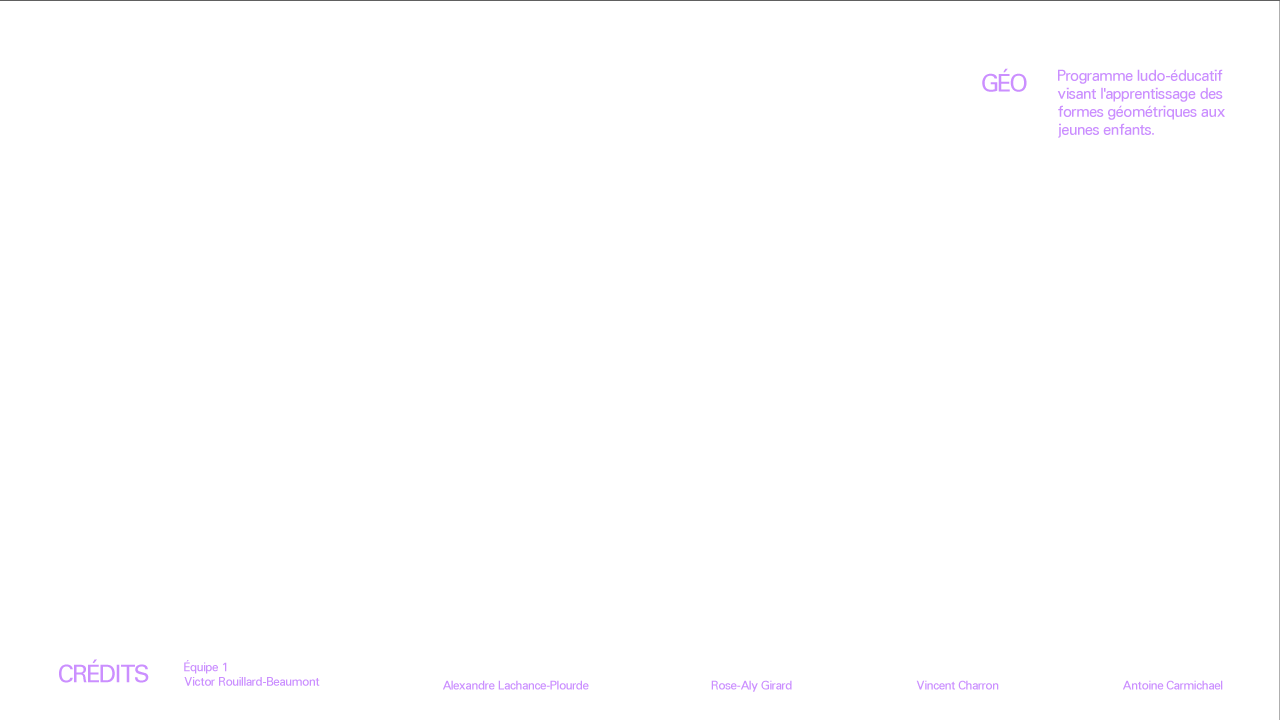 GÉO
Programme ludo-éducatif
visant l'apprentissage des
formes géométriques aux
jeunes enfants.
CRÉDITS
Équipe 1
Victor Rouillard-Beaumont
Alexandre Lachance-Plourde
Rose-Aly Girard
Vincent Charron
Antoine Carmichael